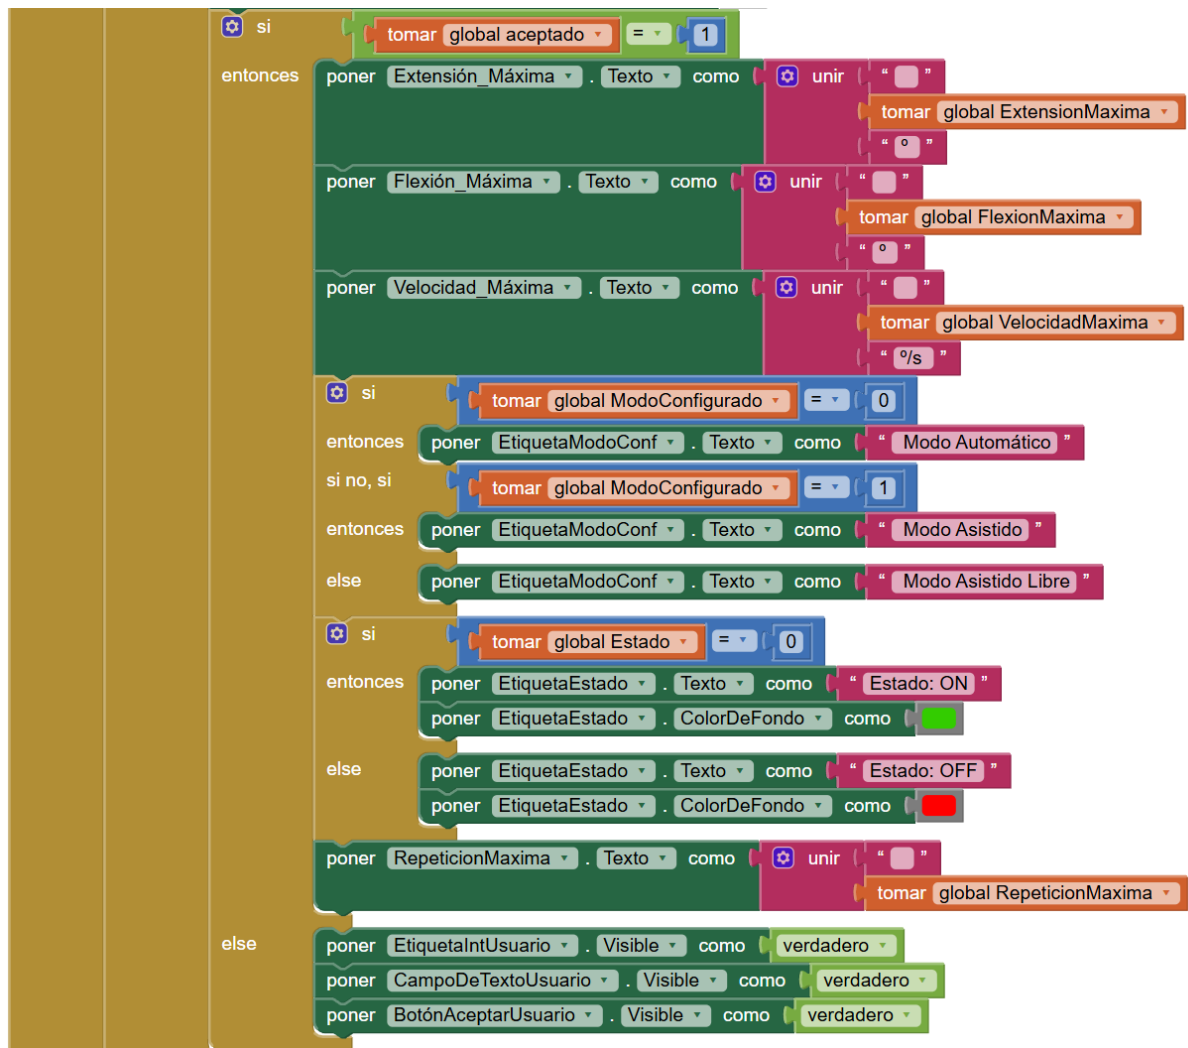 si tomar global aceptado = 1
entonces poner Extensión_Máxima . Texto como unir “ ”
tomar global ExtensionMaxima
“ º ”
poner Flexión_Máxima . Texto como unir “ ”
tomar global FlexionMaxima
“ º ”
poner Velocidad_Máxima . Texto como unir “ ”
tomar global VelocidadMaxima
“ º/s ”
si tomar global ModoConfigurado = 0
entonces poner EtiquetaModoConf . Texto como “ Modo Automático ”
si no, si tomar global ModoConfigurado = 1
entonces poner EtiquetaModoConf . Texto como “ Modo Asistido ”
else poner EtiquetaModoConf . Texto como “ Modo Asistido Libre ”
si tomar global Estado = 0
entonces poner EtiquetaEstado . Texto como “ Estado: ON ”
poner EtiquetaEstado . ColorDeFondo como
else poner EtiquetaEstado . Texto como “ Estado: OFF ”
poner EtiquetaEstado . ColorDeFondo como
poner RepeticionMaxima . Texto como unir “ ”
tomar global RepeticionMaxima
else poner EtiquetaIntUsuario . Visible como verdadero
poner CampoDeTextoUsuario . Visible como verdadero
poner BotónAceptarUsuario . Visible como verdadero